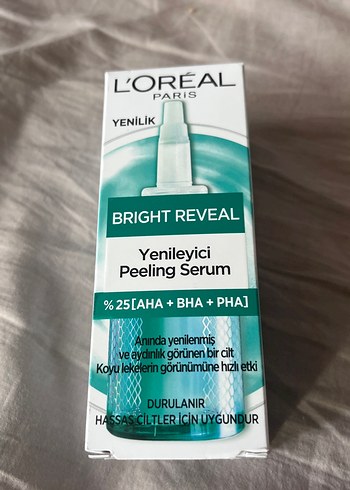 L'ORÉAL
PARIS
YENİLİK
BRIGHT REVEAL
Yenileyici
Peeling Serum
%25[AHA + BHA + PHA]
Anında yenilenmiş
ve aydınlık görünen bir cilt
Koyu lekelerin görünümüne hızlı etki
DURULANIR
HASSAS CİLTLER İÇİN UYGUNDUR